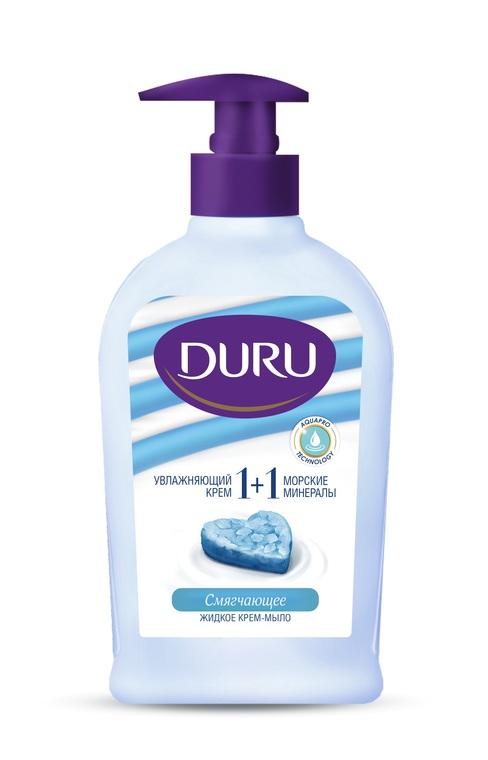 DURU
AQUAPRO
TECHNOLOGY
УВЛАЖНЯЮЩИЙ
КРЕМ
1+1
МОРСКИЕ
МИНЕРАЛЫ
Смягчающее
ЖИДКОЕ КРЕМ-МЫЛО